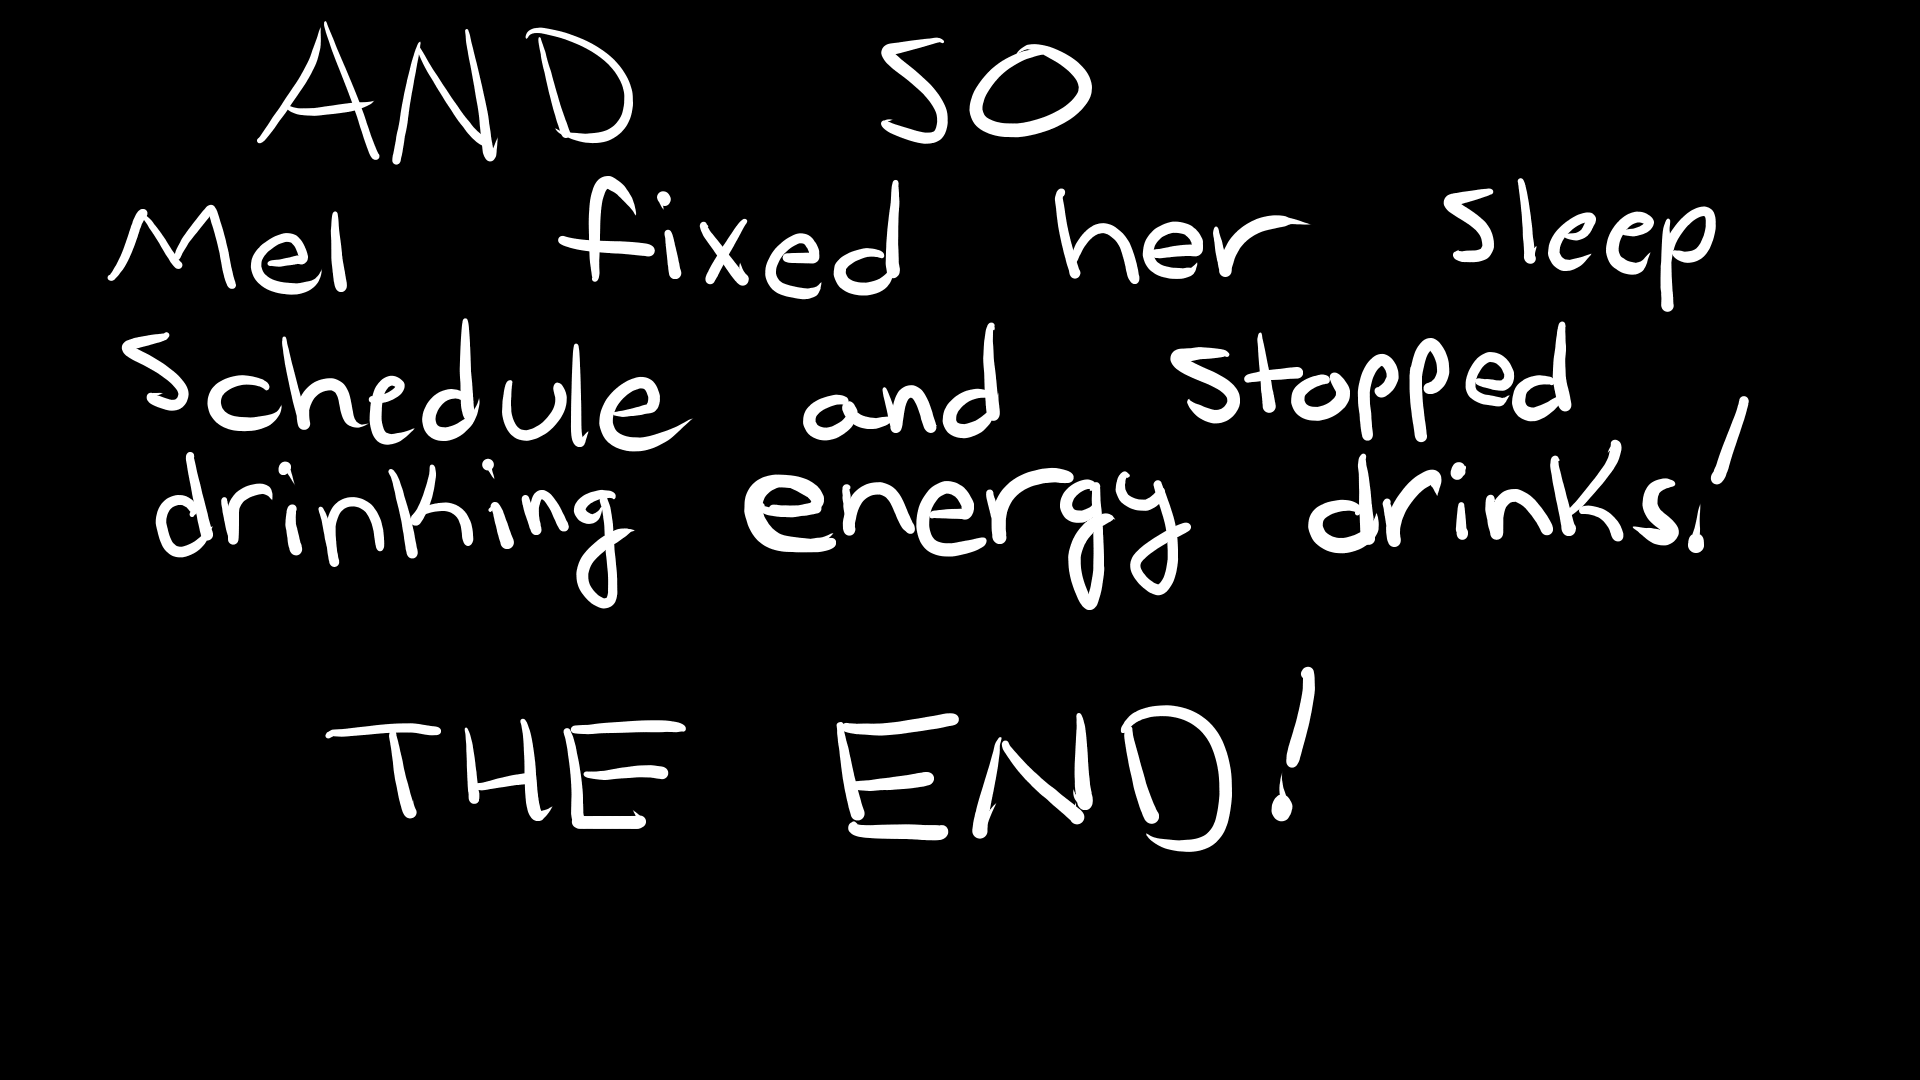 AND SO
Mel fixed her sleep
Schedule and stopped
drinking energy drinks!
THE END!